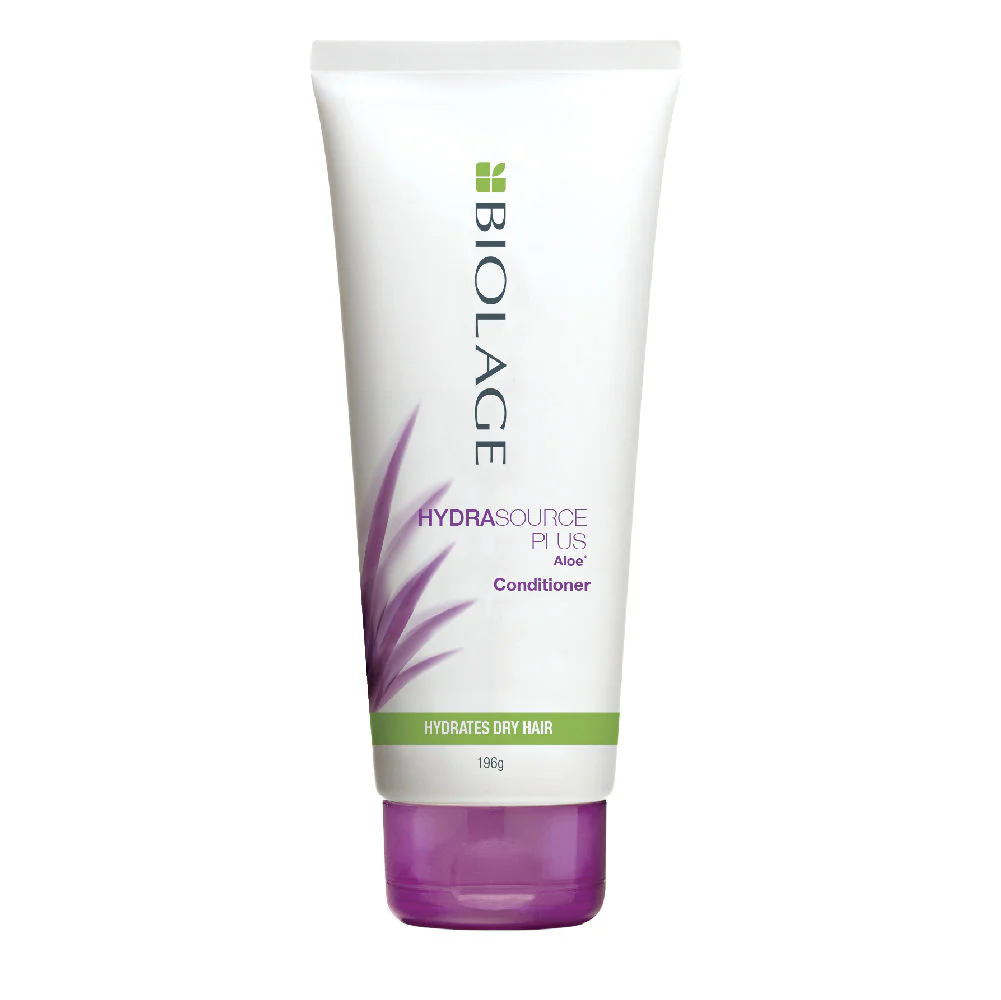 BIOLAGE
HYDRASOURCE
PLUS
Aloe*
Conditioner
HYDRATES DRY HAIR
196g